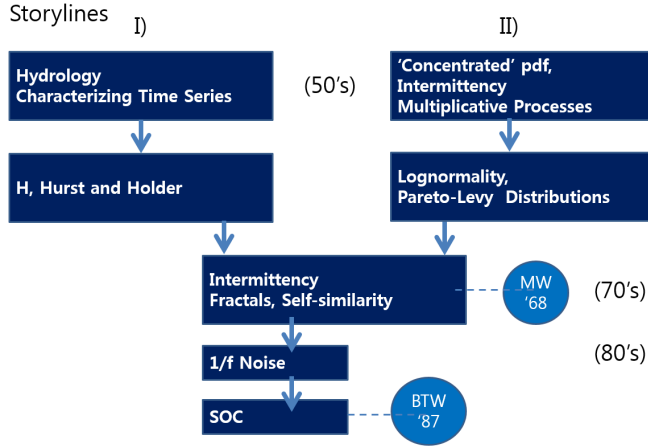 Storylines
I)
II)
Hydrology
Characterizing Time Series
(50's)
'Concentrated' pdf,
Intermittency
Multiplicative Processes
H, Hurst and Holder
Lognormality,
Pareto-Levy Distributions
Intermittency
Fractals, Self-similarity
MW
'68
(70's)
1/f Noise
(80's)
SOC
BTW
'87